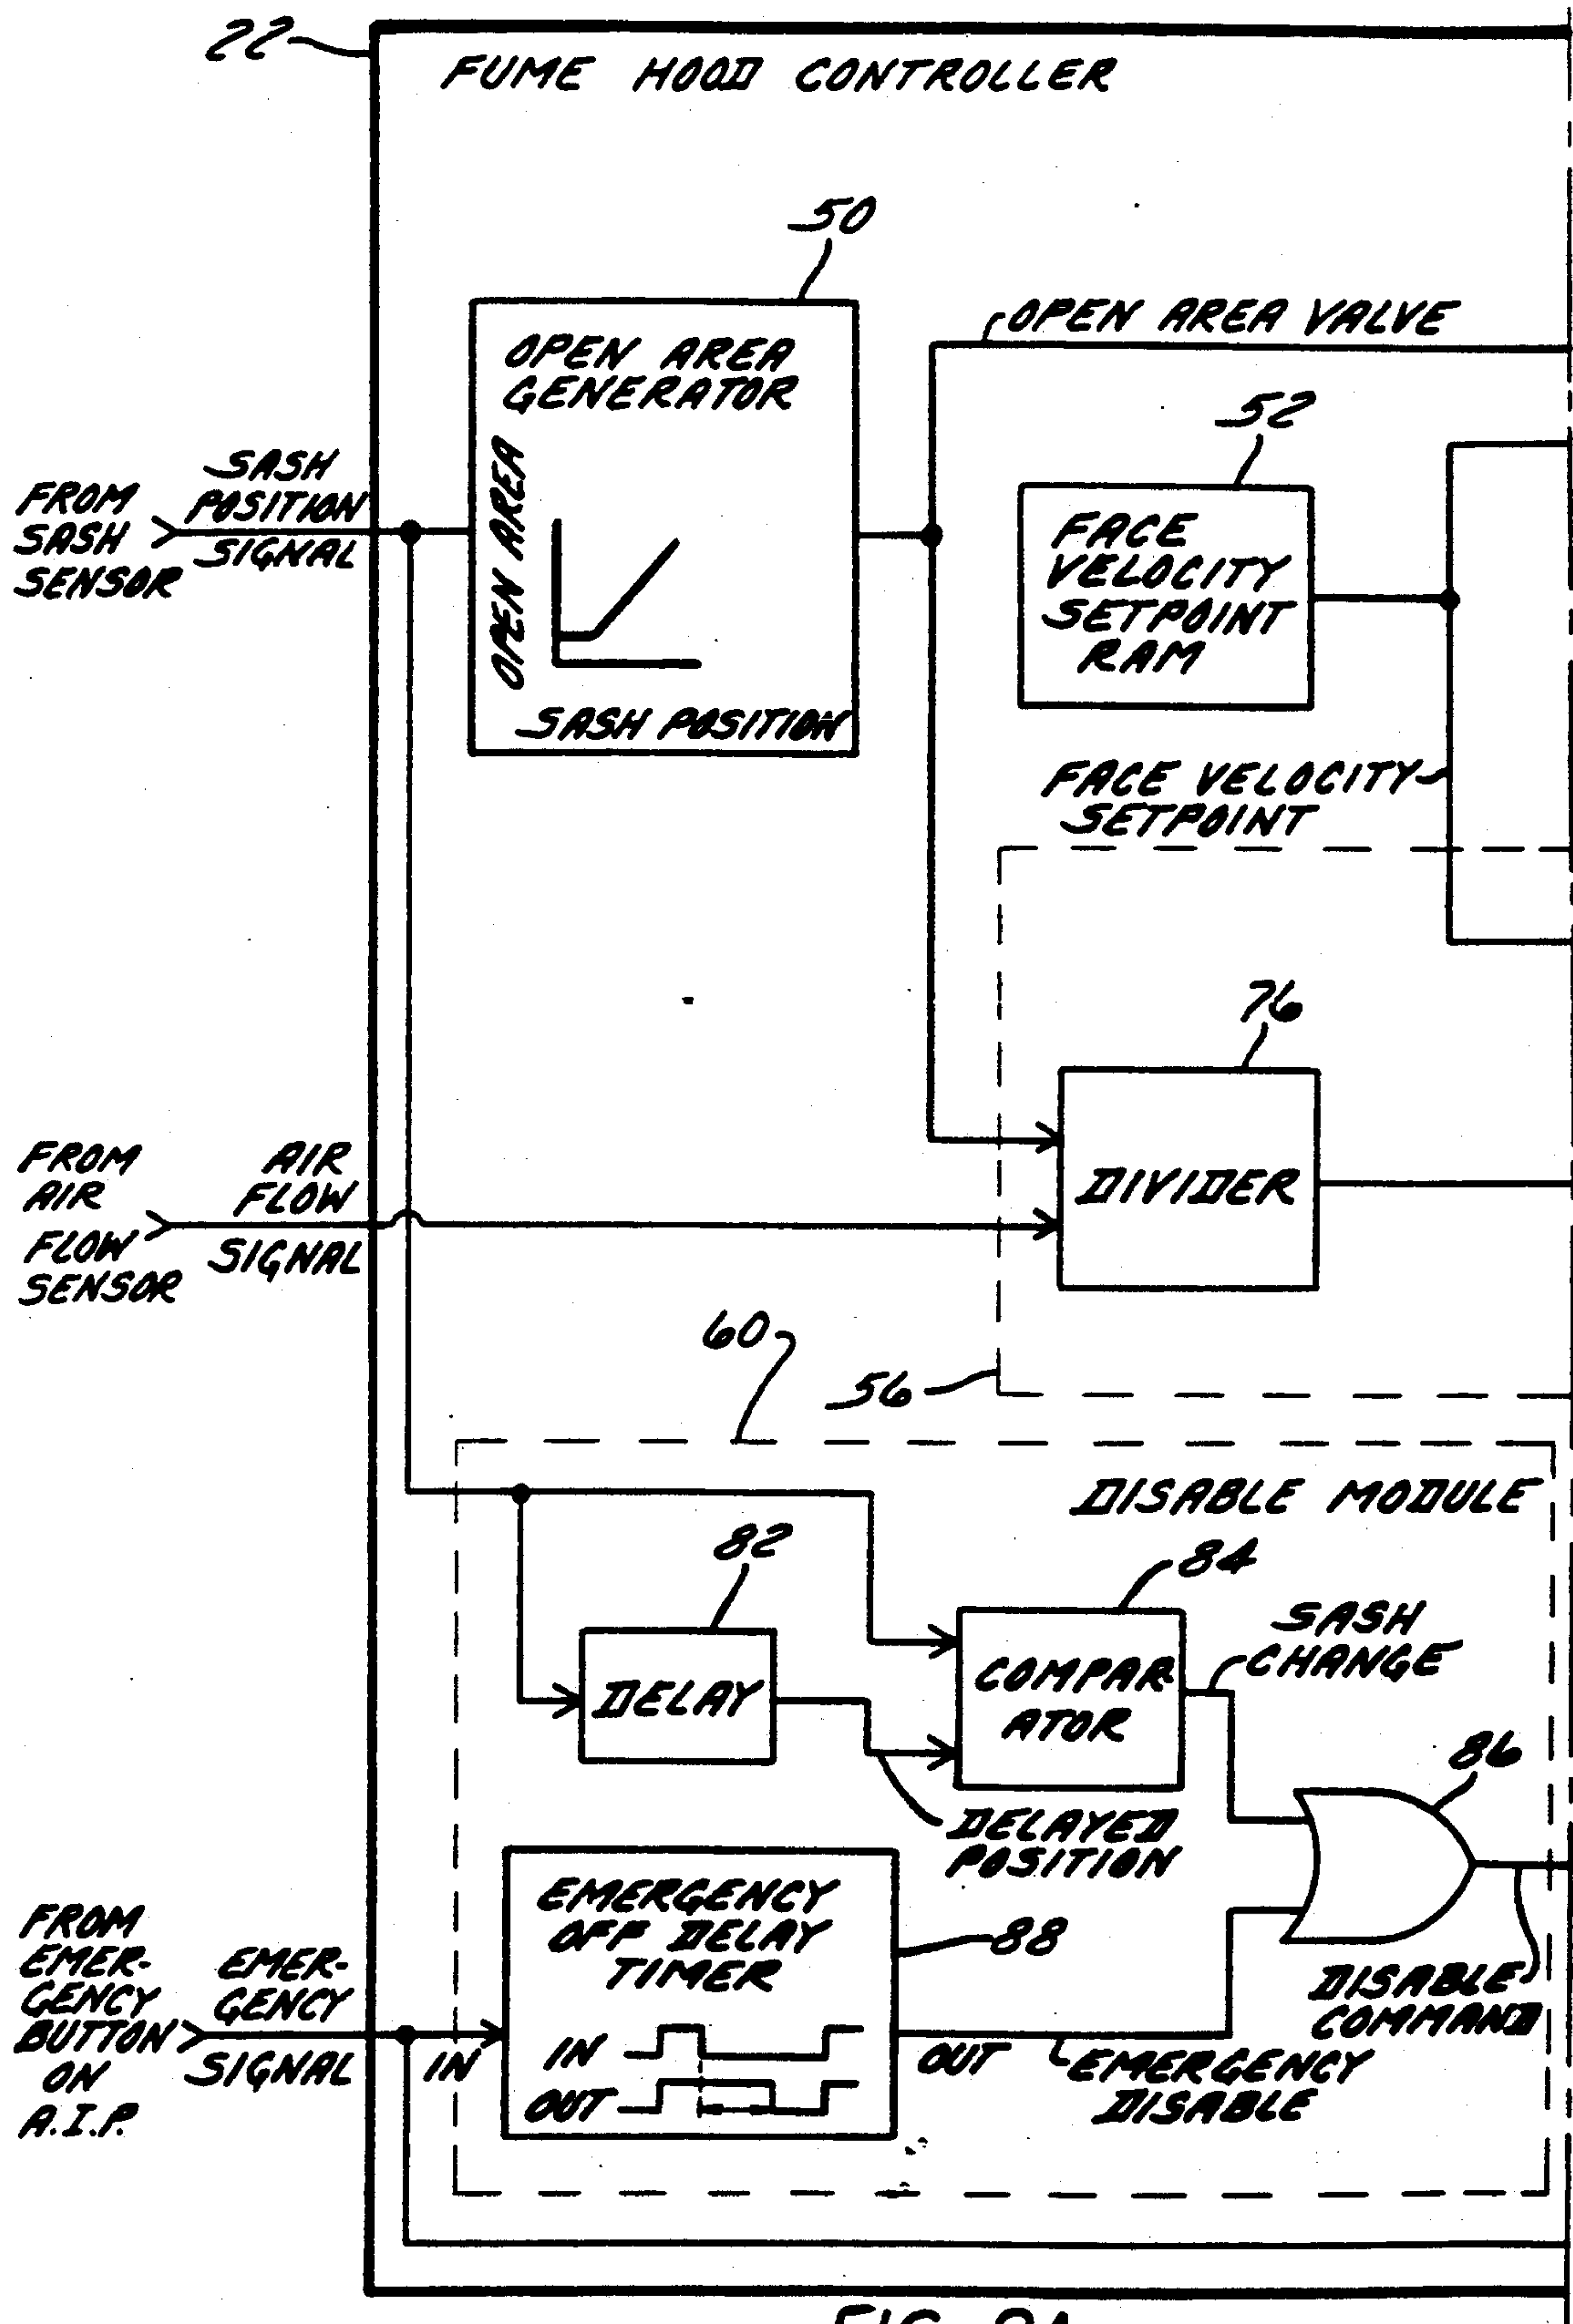 22
FUME HOOD CONTROLLER
50
OPEN AREA
GENERATOR
OPEN AREA
SASH POSITION
OPEN AREA VALVE
52
FACE
VELOCITY
SETPOINT
RAM
FROM
SASH
SENSOR
SASH
POSITION
SIGNAL
FACE VELOCITY
SETPOINT
76
DIVIDER
FROM
AIR
FLOW
SENSOR
AIR
FLOW
SIGNAL
60
56
DISABLE MODULE
82
DELAY
84
COMPAR-
ATOR
SASH
CHANGE
DELAYED
POSITION
86
EMERGENCY
OFF DELAY
TIMER
IN
OUT
88
FROM
EMER-
GENCY
BUTTON
ON
A.I.P.
EMER-
GENCY
SIGNAL
IN
OUT
EMERGENCY
DISABLE
DISABLE
COMMAND